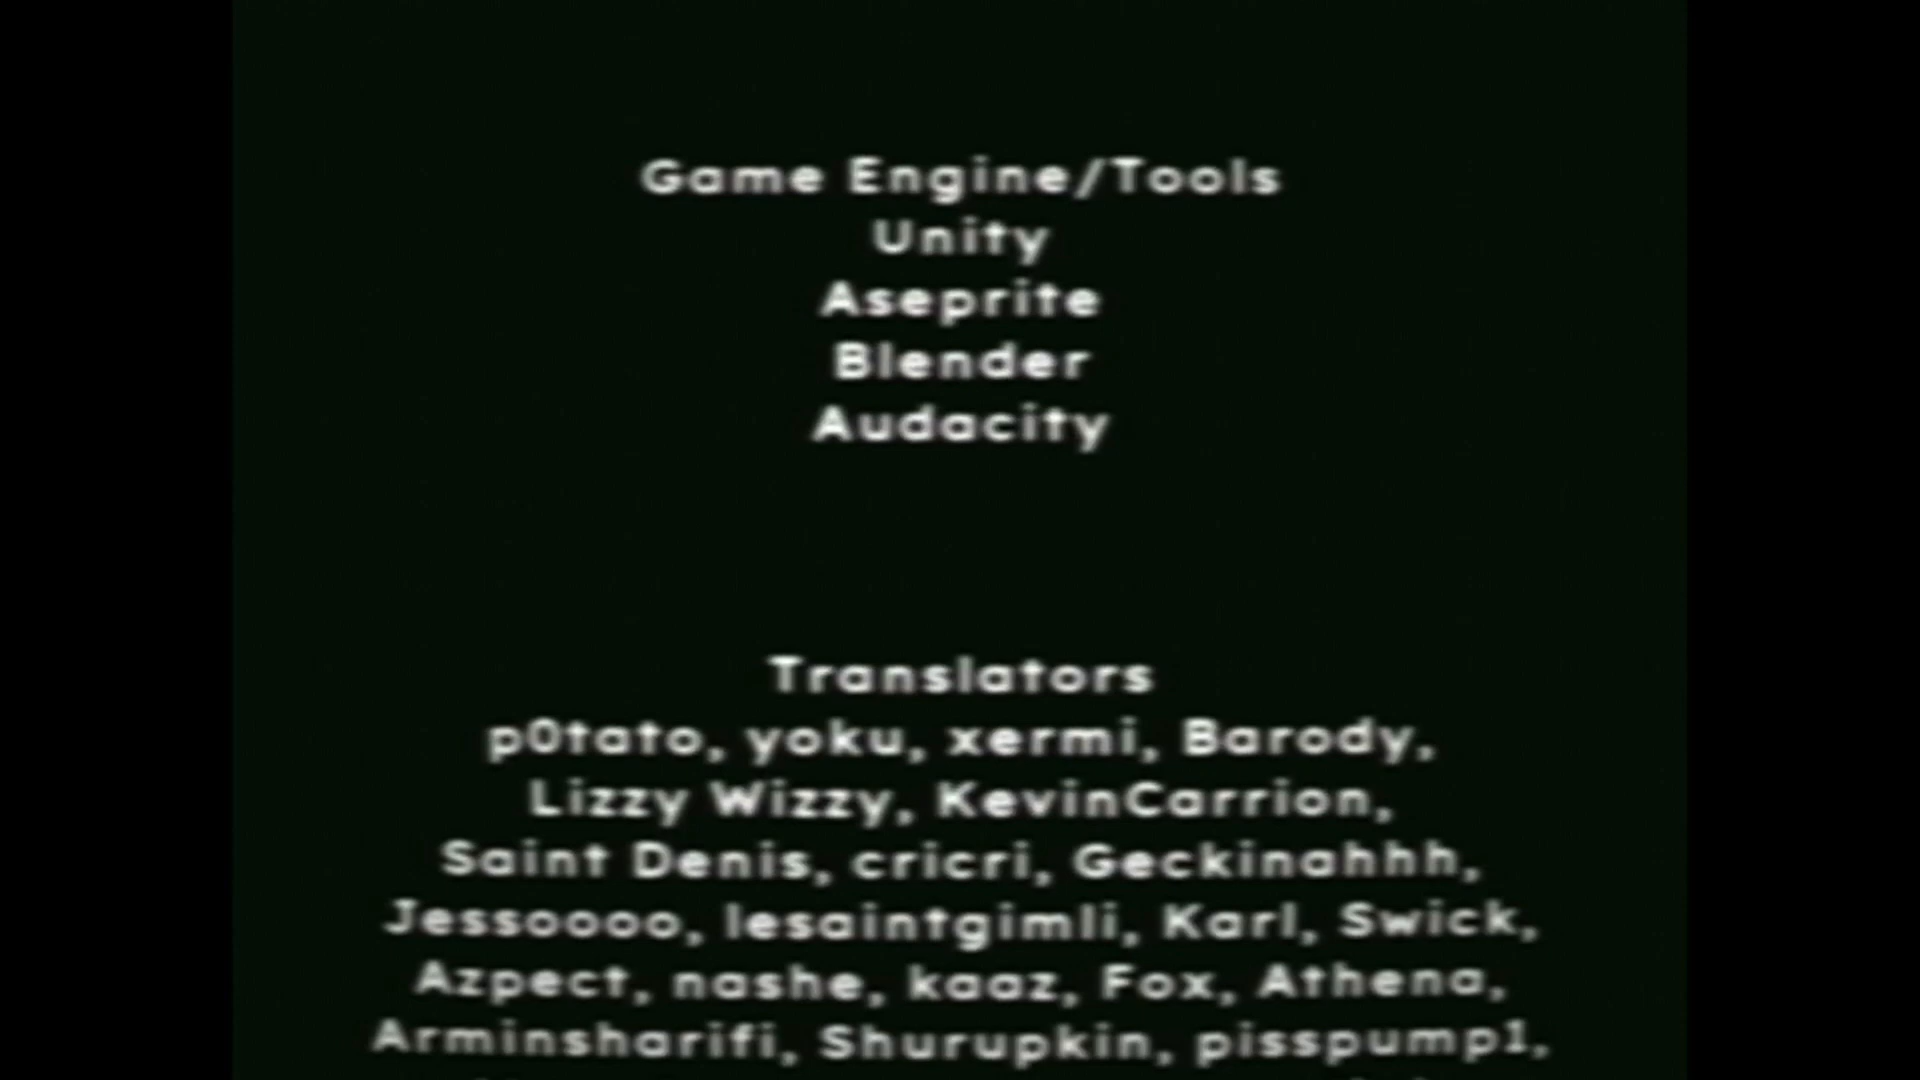 Game Engine/Tools
Unity
Aseprite
Blender
Audacity
Translators
p0tato, yoku, xermi, Barody,
Lizzy Wizzy, KevinCarrion,
Saint Denis, cricri, Geckinahhh,
Jessoooo, lesaintgimli, Karl, Swick,
Azpect, nashe, kaaz, Fox, Athena,
Arminsharifi, Shurupkin, pisspump1,